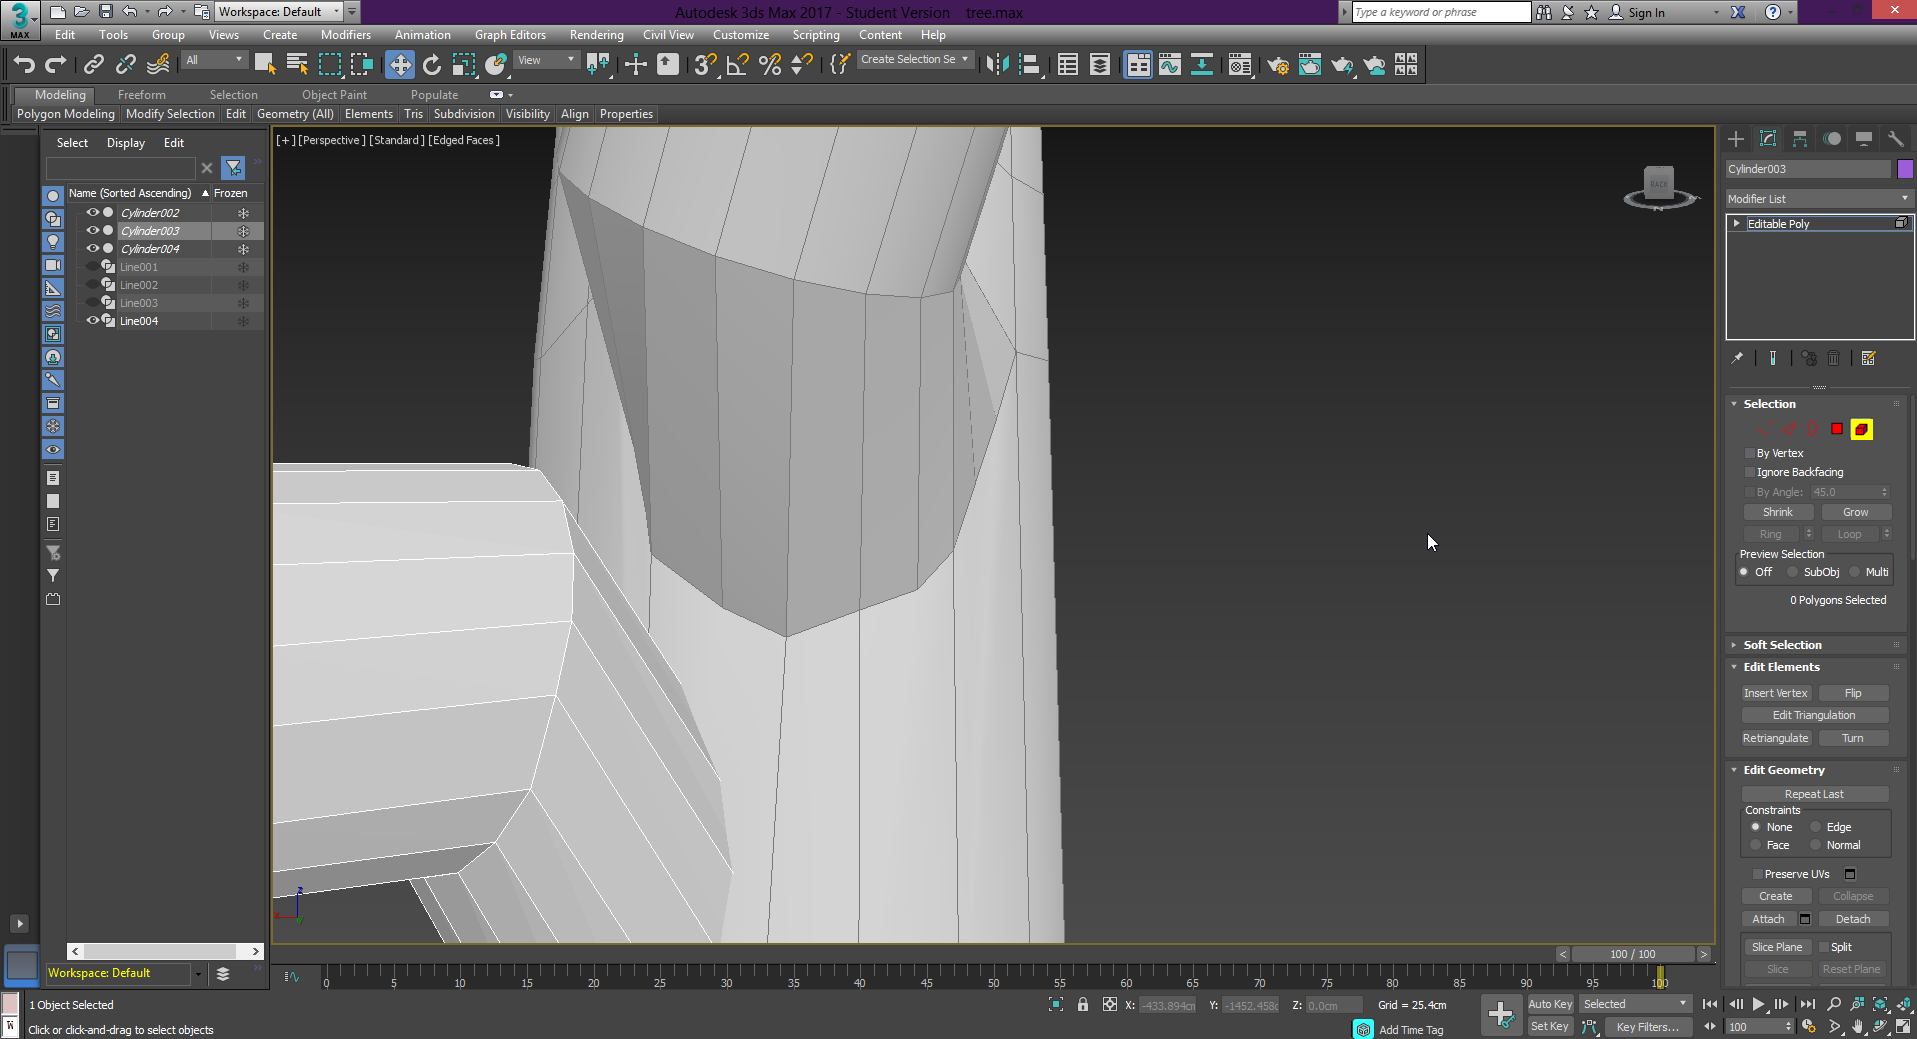 3
MAX
Workspace: Default
Autodesk 3ds Max 2017 - Student Version    tree.max
Type a keyword or phrase
Sign In
Edit Tools Group Views Create Modifiers Animation Graph Editors Rendering Civil View Customize Scripting Content Help
All
View
3
Create Selection Se
Modeling Freeform Selection Object Paint Populate
Polygon Modeling Modify Selection Edit Geometry (All) Elements Tris Subdivision Visibility Align Properties
Select Display Edit
Name (Sorted Ascending) Frozen
Cylinder002
Cylinder003
Cylinder004
Line001
Line002
Line003
Line004
Workspace: Default
[+] [Perspective] [Standard] [Edged Faces]
BACK
z
x
y
Cylinder003
Modifier List
Editable Poly
Selection
By Vertex
Ignore Backfacing
By Angle: 45.0
Shrink Grow
Ring Loop
Preview Selection
Off SubObj Multi
0 Polygons Selected
Soft Selection
Edit Elements
Insert Vertex Flip
Edit Triangulation
Retriangulate Turn
Edit Geometry
Repeat Last
Constraints
None Edge
Face Normal
Preserve UVs
Create Collapse
Attach Detach
Slice Plane Split
Slice Reset Plane
100 / 100
0 5 10 15 20 25 30 35 40 45 50 55 60 65 70 75 80 85 90 95 100
W
1 Object Selected
Click or click-and-drag to select objects
X: -433.894cm Y: -1452.458c Z: 0.0cm Grid = 25.4cm
Add Time Tag
Auto Key Selected
Set Key Key Filters...
100